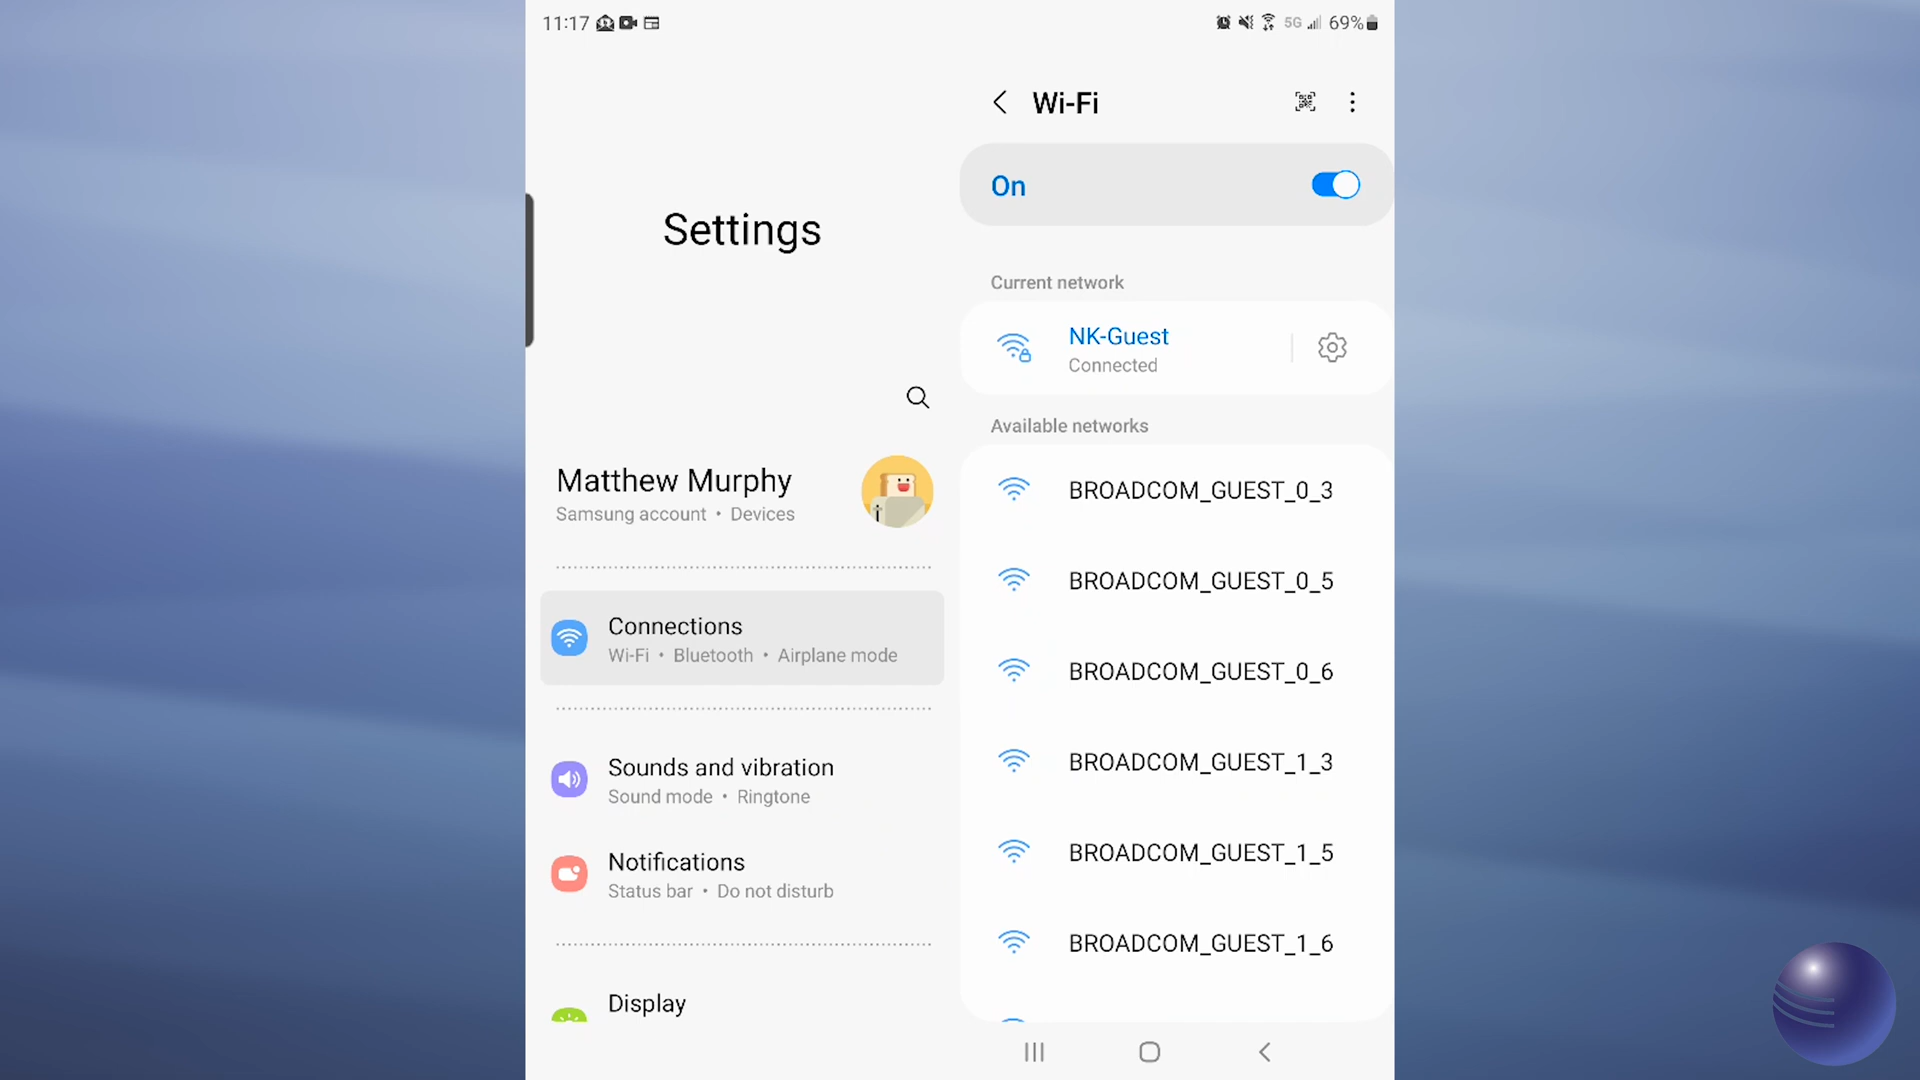 11:17
5G 69%
Settings
Matthew Murphy
Samsung account • Devices
Connections
Wi-Fi • Bluetooth • Airplane mode
Sounds and vibration
Sound mode • Ringtone
Notifications
Status bar • Do not disturb
Display
Wi-Fi
On
Current network
NK-Guest
Connected
Available networks
BROADCOM_GUEST_0_3
BROADCOM_GUEST_0_5
BROADCOM_GUEST_0_6
BROADCOM_GUEST_1_3
BROADCOM_GUEST_1_5
BROADCOM_GUEST_1_6